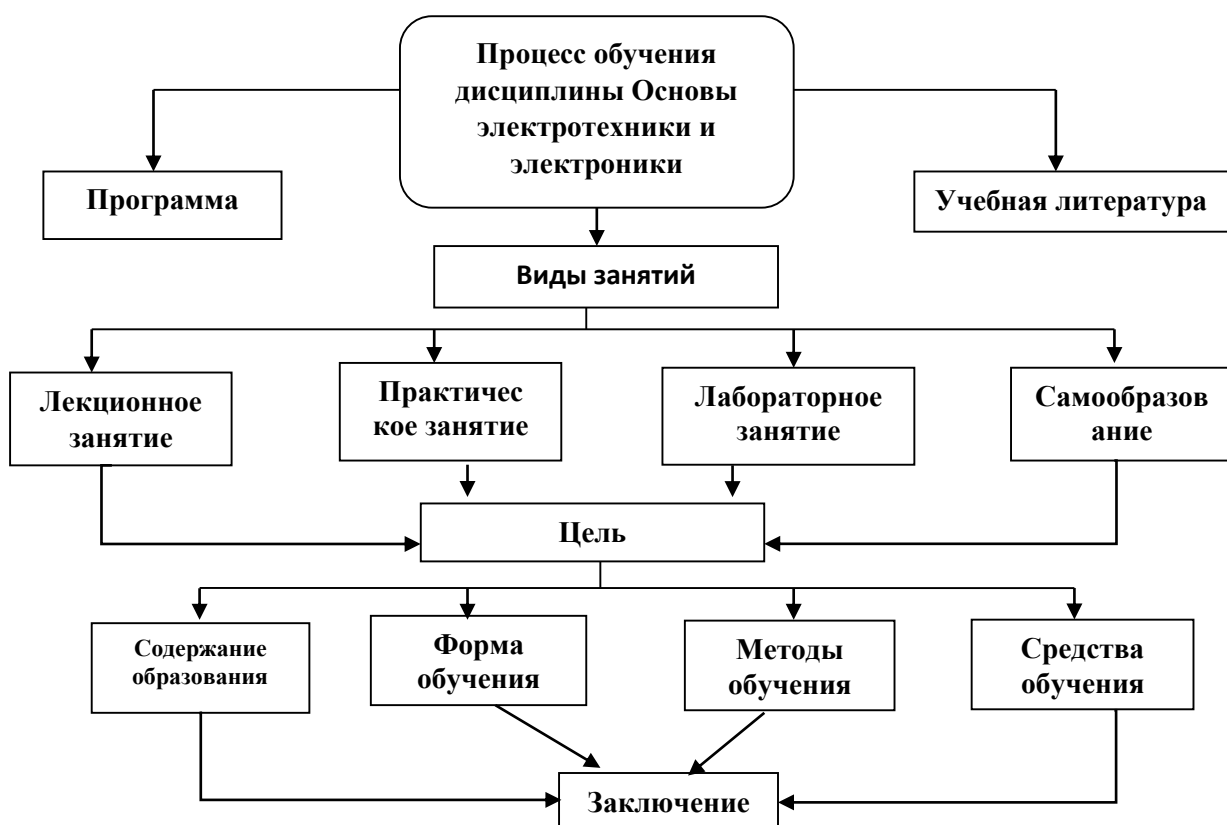 Процесс обучения
дисциплины Основы
электротехники и
электроники
Программа
Учебная литература
Виды занятий
Лекционное
занятие
Практичес
кое занятие
Лабораторное
занятие
Самообразов
ание
Цель
Содержание
образования
Форма
обучения
Методы
обучения
Средства
обучения
Заключение